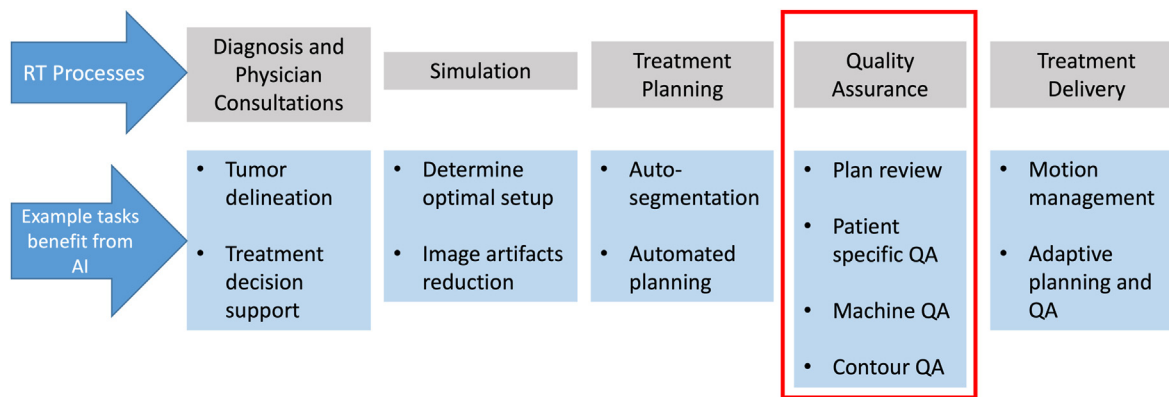 RT Processes
Diagnosis and
Physician
Consultations
Simulation
Treatment
Planning
Quality
Assurance
Treatment
Delivery
Example tasks
benefit from
AI
• Tumor
delineation
• Treatment
decision
support
• Determine
optimal setup
• Image artifacts
reduction
• Auto-
segmentation
• Automated
planning
• Plan review
• Patient
specific QA
• Machine QA
• Contour QA
• Motion
management
• Adaptive
planning and
QA